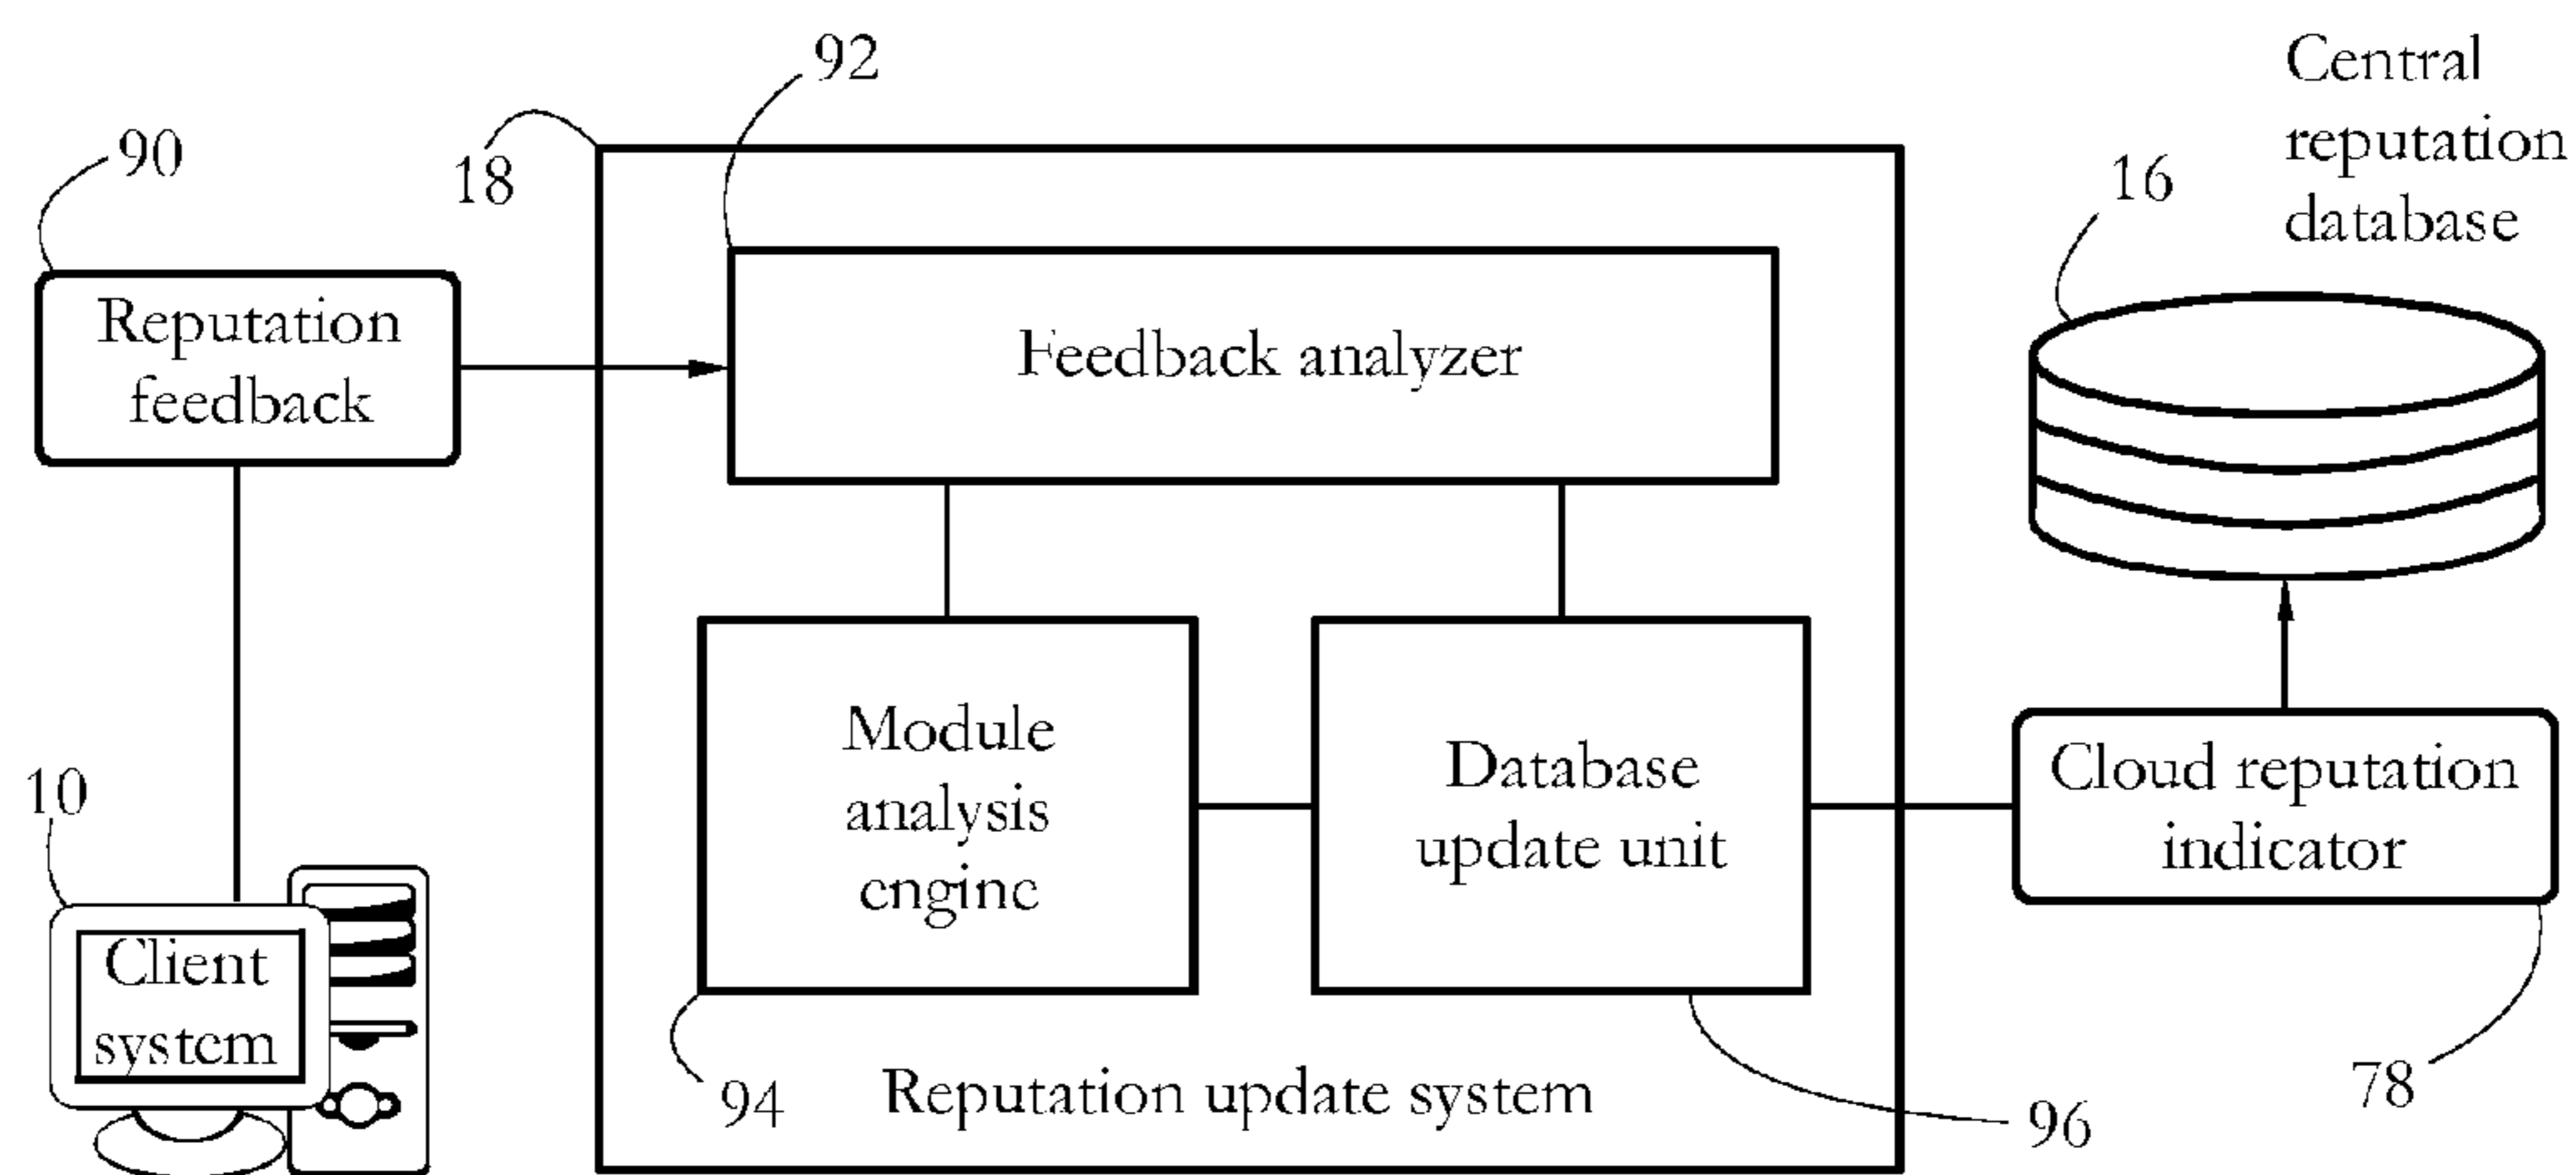 92
Central
reputation
database
90
18
16
Reputation
feedback
Feedback analyzer
Module
analysis
engine
Database
update unit
Cloud reputation
indicator
10
Client
system
94
Reputation update system
96
78